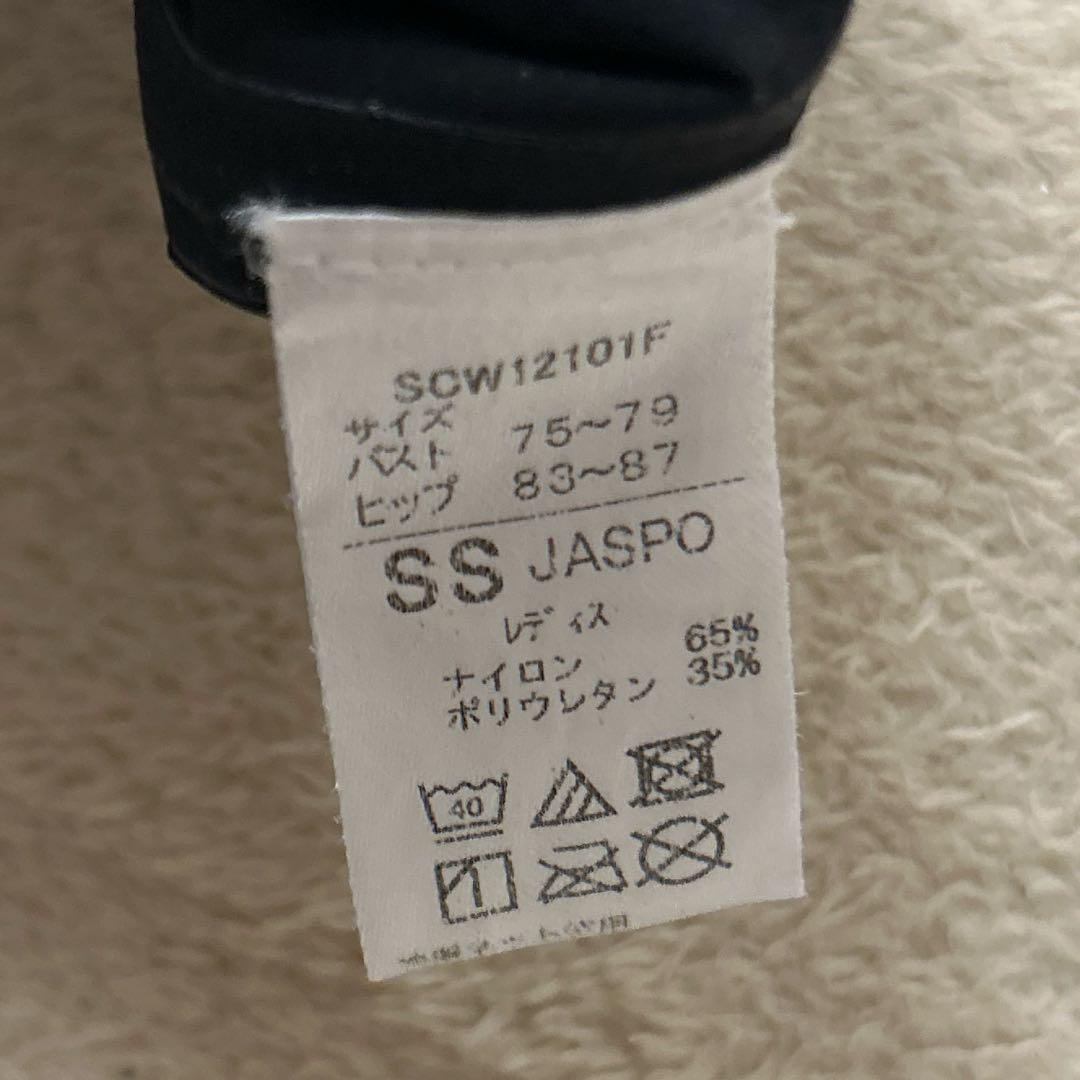 SCW12101F
サイズ
バスト 75~79
ヒップ 83~87
SS JASPO
レディス
ナイロン 65%
ポリウレタン 35%
40
1